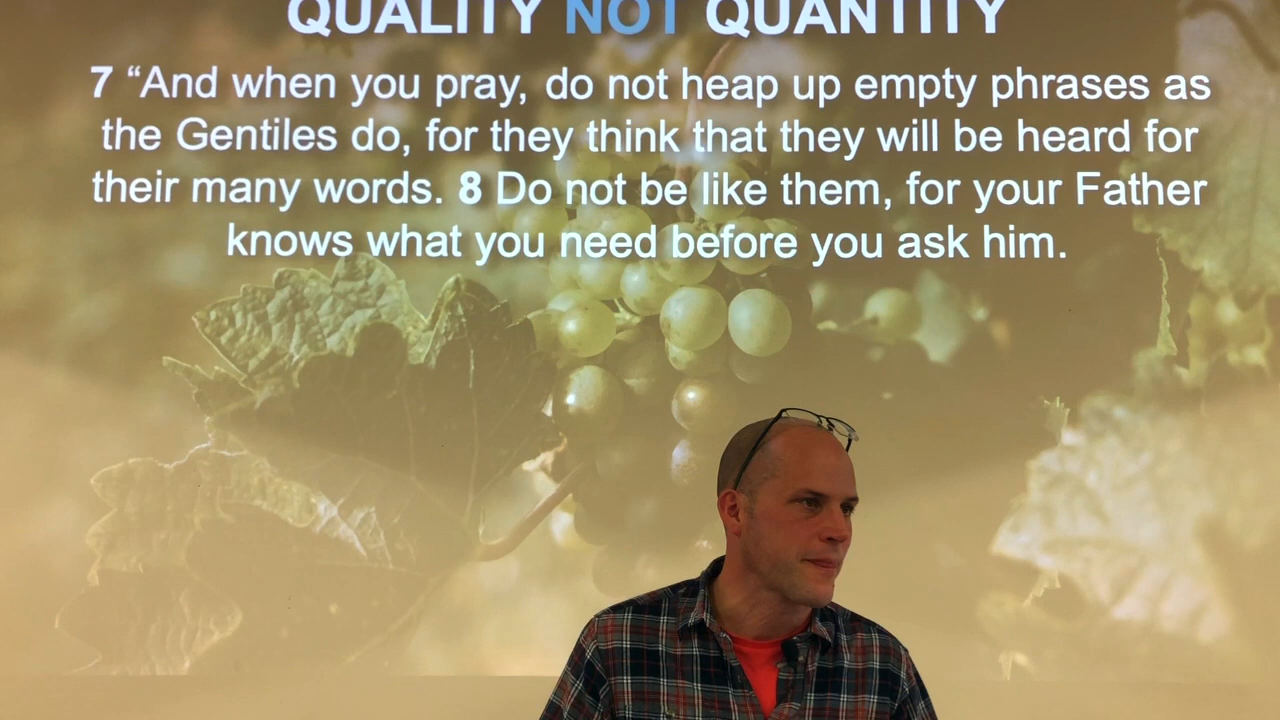 QUALITY NOT QUANTITY
7 “And when you pray, do not heap up empty phrases as
the Gentiles do, for they think that they will be heard for
their many words. 8 Do not be like them, for your Father
knows what you need before you ask him.